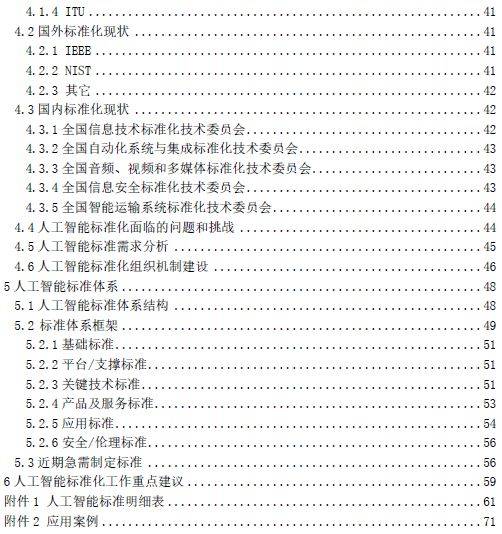 4.1.4 ITU ........................................................... 41
4.2国外标准化现状 .................................................... 41
4.2.1 IEEE .......................................................... 41
4.2.2 NIST .......................................................... 41
4.2.3 其它 .......................................................... 42
4.3国内标准化现状 .................................................... 42
4.3.1全国信息技术标准化技术委员会................................... 42
4.3.2全国自动化系统与集成标准化技术委员会........................... 43
4.3.3全国音频、视频和多媒体标准化技术委员会......................... 43
4.3.4全国信息安全标准化技术委员会................................... 43
4.3.5全国智能运输系统标准化技术委员会............................... 44
4.4人工智能标准化面临的问题和挑战 .................................... 44
4.5人工智能标准需求分析 .............................................. 45
4.6人工智能标准化组织机制建设 ........................................ 46
5人工智能标准体系 .................................................... 48
5.1人工智能标准体系结构 .............................................. 48
5.2 标准体系框架...................................................... 49
5.2.1基础标准....................................................... 51
5.2.2平台/支撑标准.................................................. 51
5.2.3关键技术标准................................................... 51
5.2.4产品及服务标准................................................. 53
5.2.5应用标准....................................................... 54
5.2.6安全/伦理标准.................................................. 56
5.3近期急需制定标准 .................................................. 56
6人工智能标准化工作重点建议........................................... 59
附件1 人工智能标准明细表............................................... 61
附件2 应用案例......................................................... 71